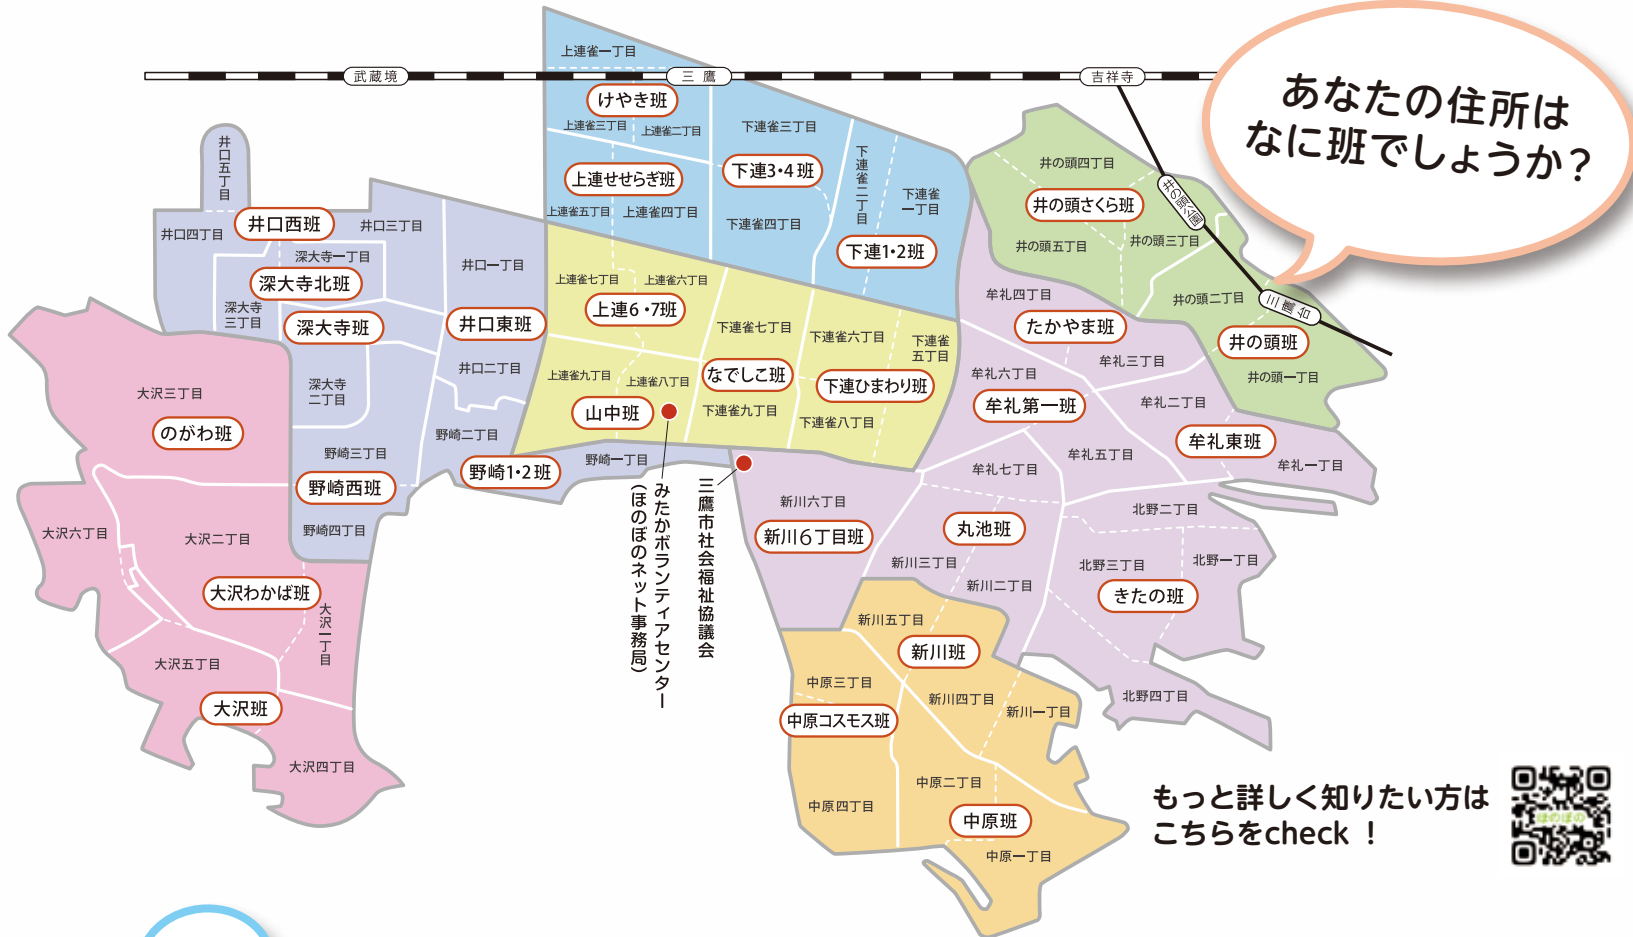 あなたの住所は
なに班でしょうか？
武蔵境
三鷹
吉祥寺
井の頭公園
三鷹台
上連雀一丁目
けやき班
上連雀三丁目
上連雀二丁目
上連せせらぎ班
上連雀五丁目
上連雀四丁目
下連雀三丁目
下連3・4班
下連雀四丁目
下連雀二丁目
下連雀
一丁目
下連1・2班
井の頭四丁目
井の頭さくら班
井の頭五丁目
井の頭三丁目
井の頭二丁目
井の頭班
井の頭一丁目
井口五丁目
井口西班
井口四丁目
井口三丁目
深大寺一丁目
深大寺北班
深大寺
三丁目
深大寺班
井口一丁目
井口東班
井口二丁目
深大寺
二丁目
野崎三丁目
野崎西班
野崎四丁目
野崎二丁目
野崎1・2班
野崎一丁目
上連雀七丁目
上連雀六丁目
上連6・7班
上連雀九丁目
上連雀八丁目
山中班
下連雀七丁目
なでしこ班
下連雀九丁目
下連雀六丁目
下連雀
五丁目
下連ひまわり班
下連雀八丁目
牟礼四丁目
たかやま班
牟礼三丁目
牟礼六丁目
牟礼第一班
牟礼二丁目
牟礼東班
牟礼一丁目
牟礼五丁目
牟礼七丁目
大沢三丁目
のがわ班
大沢六丁目
大沢二丁目
大沢わかば班
大沢一丁目
大沢五丁目
大沢班
大沢四丁目
三鷹市社会福祉協議会
みたかボランティアセンター
（ほのぼのネット事務局）
新川六丁目
新川6丁目班
丸池班
新川三丁目
新川二丁目
北野二丁目
北野三丁目
北野一丁目
きたの班
北野四丁目
新川五丁目
新川班
新川四丁目
新川一丁目
中原三丁目
中原コスモス班
中原四丁目
中原二丁目
中原班
中原一丁目
もっと詳しく知りたい方は
こちらをcheck！
ほのぼの